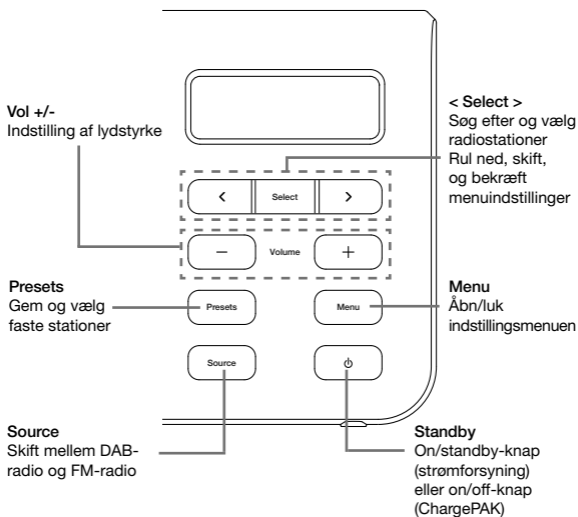 Vol +/-
Indstilling af lydstyrke
< Select >
Søg efter og vælg
radiostationer
Rul ned, skift,
og bekræft
menuindstillinger
< Select >
− Volume +
Presets
Gem og vælg
faste stationer
Presets
Menu
Menu
Åbn/luk
indstillingsmenuen
Source
Source
Skift mellem DAB-
radio og FM-radio
Standby
On/standby-knap
(strømforsyning)
eller on/off-knap
(ChargePAK)